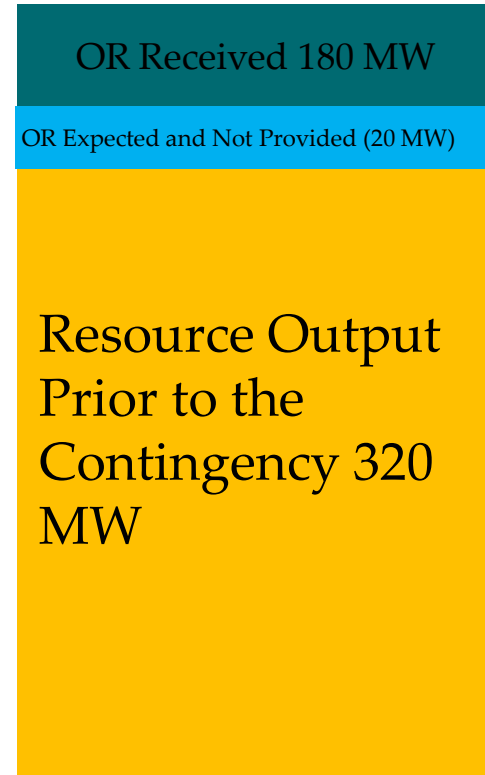 OR Received 180 MW
OR Expected and Not Provided (20 MW)
Resource Output
Prior to the
Contingency 320
MW